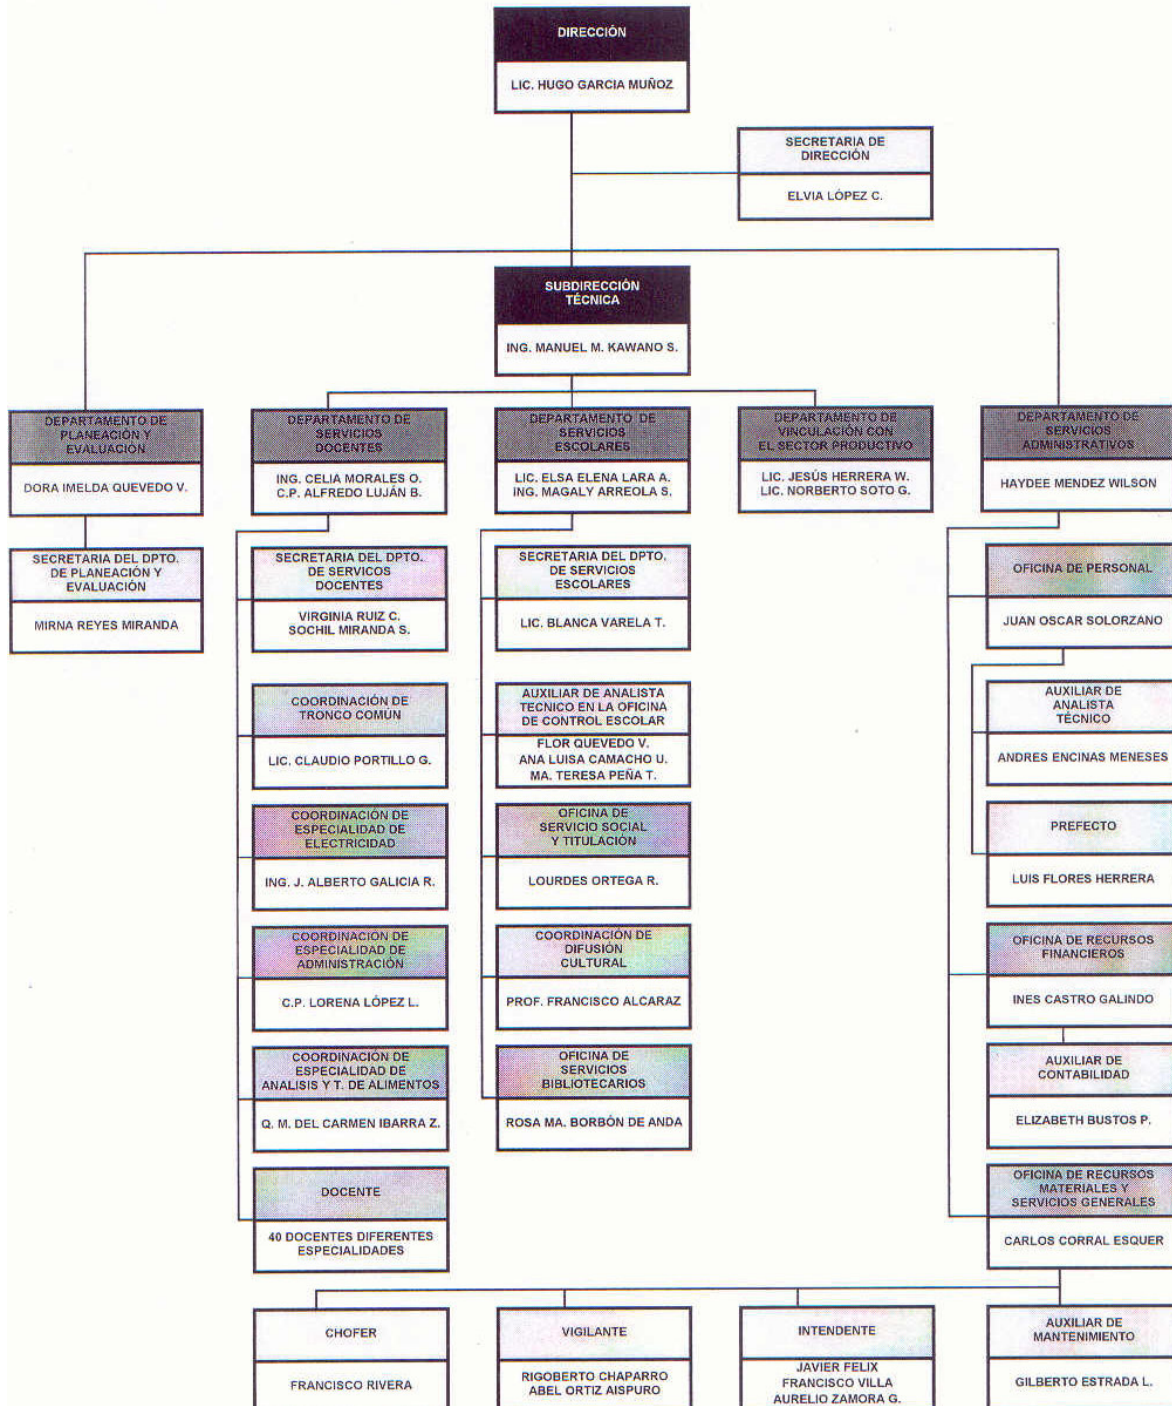 DIRECCIÓN
LIC. HUGO GARCIA MUÑOZ
SECRETARIA DE
DIRECCIÓN
ELVIA LÓPEZ C.
SUBDIRECCIÓN
TÉCNICA
ING. MANUEL M. KAWANO S.
DEPARTAMENTO DE
PLANEACIÓN Y
EVALUACIÓN
DORA IMELDA QUEVEDO V.
DEPARTAMENTO DE
SERVICIOS
DOCENTES
ING. CELIA MORALES O.
C.P. ALFREDO LUJÁN B.
DEPARTAMENTO DE
SERVICIOS
ESCOLARES
LIC. ELSA ELENA LARA A.
ING. MAGALY ARREOLA S.
DEPARTAMENTO DE
VINCULACIÓN CON
EL SECTOR PRODUCTIVO
LIC. JESÚS HERRERA W.
LIC. NORBERTO SOTO G.
DEPARTAMENTO DE
SERVICIOS
ADMINISTRATIVOS
HAYDEE MENDEZ WILSON
SECRETARIA DEL DPTO.
DE PLANEACIÓN Y
EVALUACIÓN
MIRNA REYES MIRANDA
SECRETARIA DEL DPTO.
DE SERVICOS
DOCENTES
VIRGINIA RUIZ C.
SOCHIL MIRANDA S.
COORDINACIÓN DE
TRONCO COMÚN
LIC. CLAUDIO PORTILLO G.
COORDINACIÓN DE
ESPECIALIDAD DE
ELECTRICIDAD
ING. J. ALBERTO GALICIA R.
COORDINACIÓN DE
ESPECIALIDAD DE
ADMINISTRACIÓN
C.P. LORENA LÓPEZ L.
COORDINACIÓN DE
ESPECIALIDAD DE
ANALISIS Y T. DE ALIMENTOS
Q. M. DEL CARMEN IBARRA Z.
DOCENTE
40 DOCENTES DIFERENTES
ESPECIALIDADES
SECRETARIA DEL DPTO.
DE SERVICIOS
ESCOLARES
LIC. BLANCA VARELA T.
AUXILIAR DE ANALISTA
TECNICO EN LA OFICINA
DE CONTROL ESCOLAR
FLOR QUEVEDO V.
ANA LUISA CAMACHO U.
MA. TERESA PEÑA T.
OFICINA DE
SERVICIO SOCIAL
Y TITULACIÓN
LOURDES ORTEGA R.
COORDINACIÓN DE
DIFUSIÓN
CULTURAL
PROF. FRANCISCO ALCARAZ
OFICINA DE
SERVICIOS
BIBLIOTECARIOS
ROSA MA. BORBÓN DE ANDA
OFICINA DE PERSONAL
JUAN OSCAR SOLORZANO
AUXILIAR DE
ANALISTA
TÉCNICO
ANDRES ENCINAS MENESES
PREFECTO
LUIS FLORES HERRERA
OFICINA DE RECURSOS
FINANCIEROS
INES CASTRO GALINDO
AUXILIAR DE
CONTABILIDAD
ELIZABETH BUSTOS P.
OFICINA DE RECURSOS
MATERIALES Y
SERVICIOS GENERALES
CARLOS CORRAL ESQUER
CHOFER
FRANCISCO RIVERA
VIGILANTE
RIGOBERTO CHAPARRO
ABEL ORTIZ AISPURO
INTENDENTE
JAVIER FELIX
FRANCISCO VILLA
AURELIO ZAMORA G.
AUXILIAR DE
MANTENIMIENTO
GILBERTO ESTRADA L.